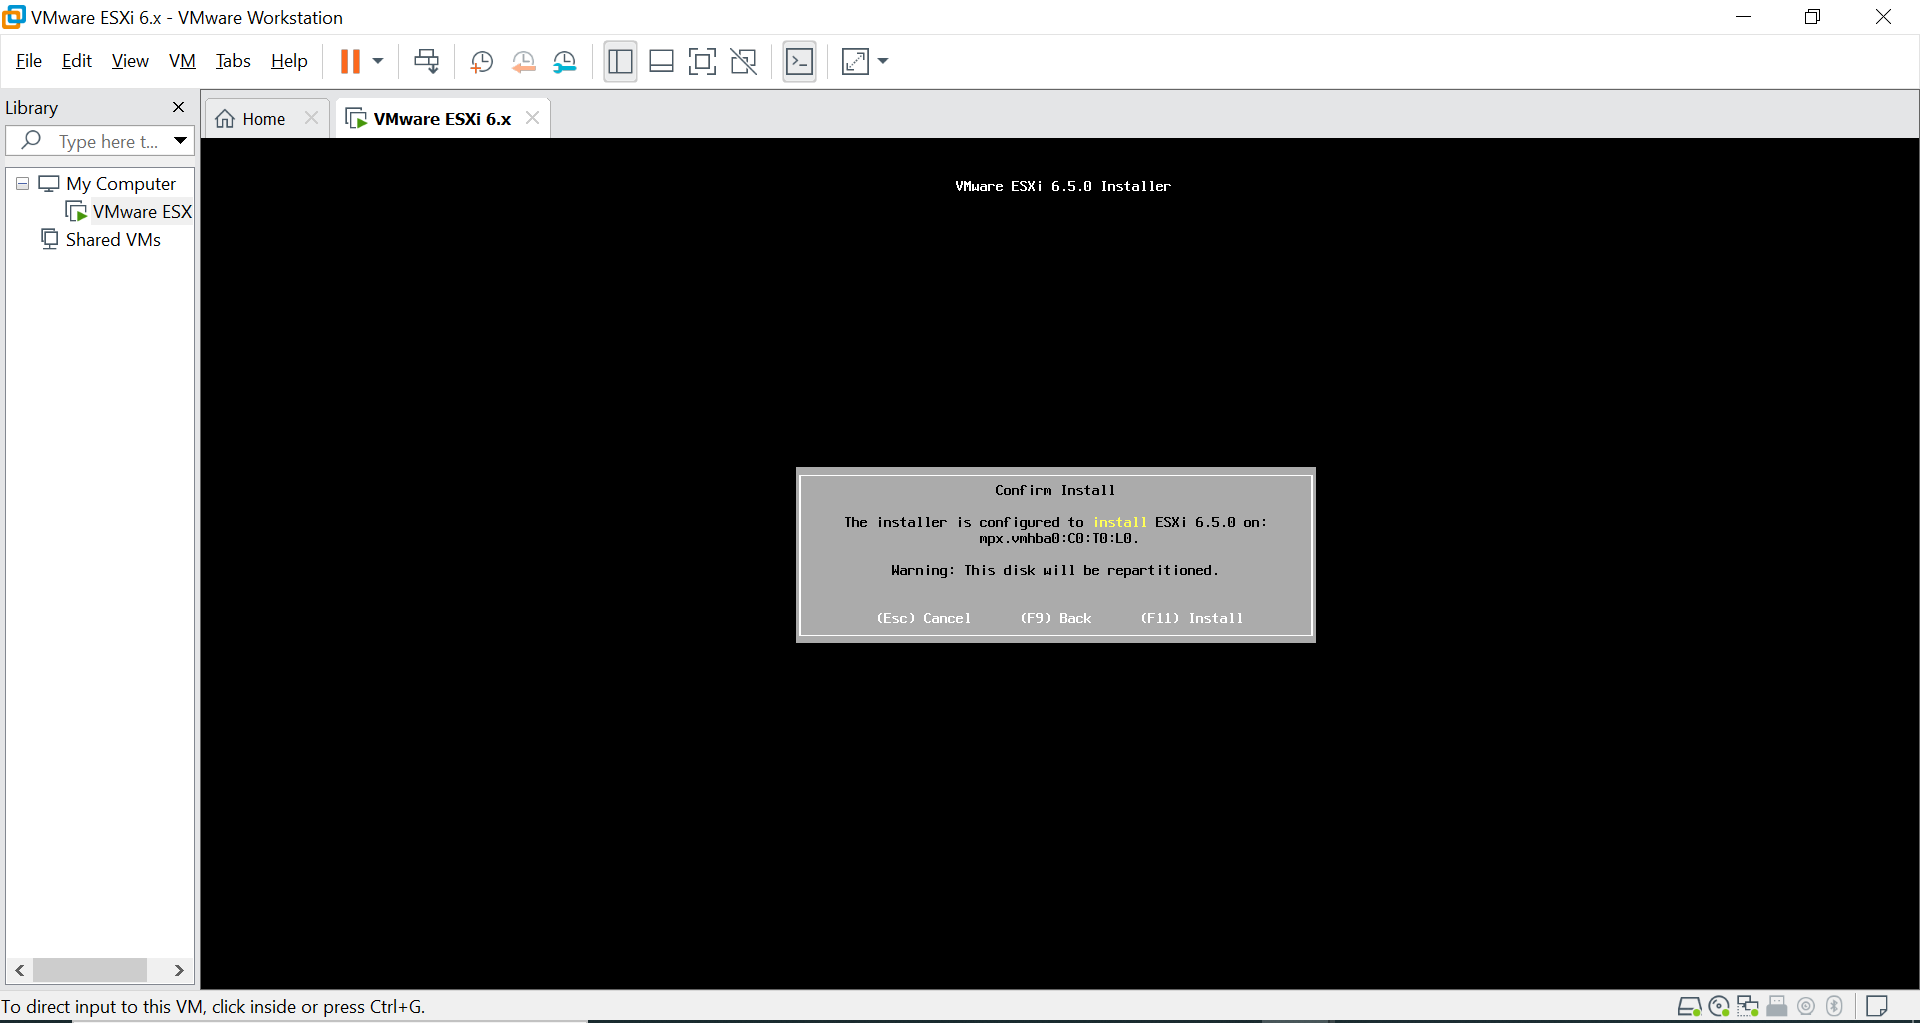 VMware ESXi 6.x - VMware Workstation
File Edit View VM Tabs Help
Library
Home
VMware ESXi 6.x
Type here t...
My Computer
VMware ESX
Shared VMs
VMware ESXi 6.5.0 Installer
Confirm Install
The installer is configured to install ESXi 6.5.0 on:
mpx.vmhba0:C0:T0:L0.
Warning: This disk will be repartitioned.
(Esc) Cancel (F9) Back (F11) Install
To direct input to this VM, click inside or press Ctrl+G.